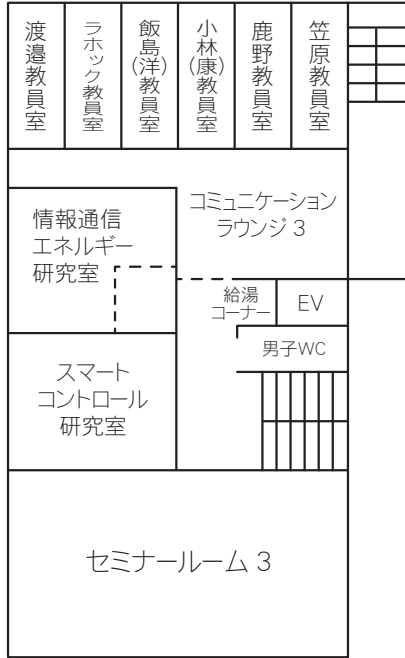 渡邉教員室
ラホック教員室
飯島(洋)教員室
小林(康)教員室
鹿野教員室
笠原教員室
コミュニケーション
ラウンジ 3
情報通信
エネルギー
研究室
給湯
コーナー
EV
男子WC
スマート
コントロール
研究室
セミナールーム 3